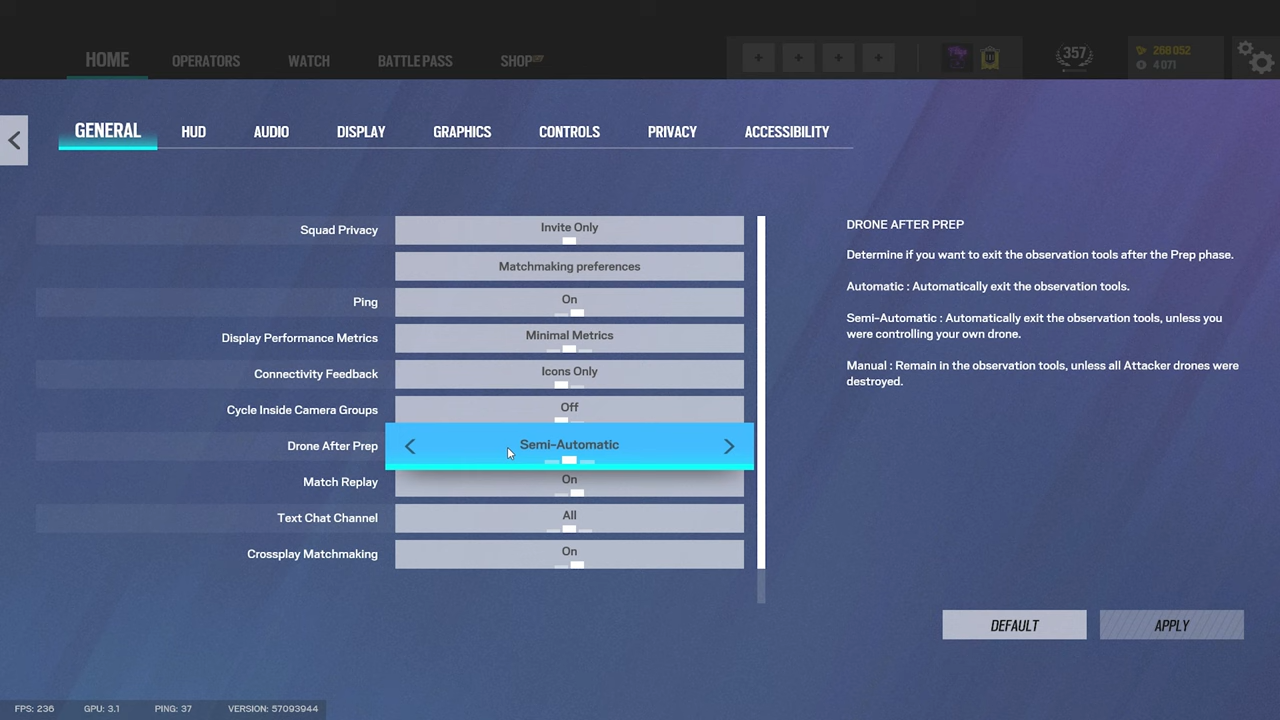 HOME
OPERATORS
WATCH
BATTLE PASS
SHOP
+ + + +
357
268 052
4 071
GENERAL
HUD
AUDIO
DISPLAY
GRAPHICS
CONTROLS
PRIVACY
ACCESSIBILITY
Squad Privacy
Invite Only
Matchmaking preferences
Ping
On
Display Performance Metrics
Minimal Metrics
Connectivity Feedback
Icons Only
Cycle Inside Camera Groups
Off
Drone After Prep
Semi-Automatic
Match Replay
On
Text Chat Channel
All
Crossplay Matchmaking
On
DRONE AFTER PREP
Determine if you want to exit the observation tools after the Prep phase.
Automatic : Automatically exit the observation tools.
Semi-Automatic : Automatically exit the observation tools, unless you
were controlling your own drone.
Manual : Remain in the observation tools, unless all Attacker drones were
destroyed.
DEFAULT
APPLY
FPS: 236
GPU: 3.1
PING: 37
VERSION: 57093944